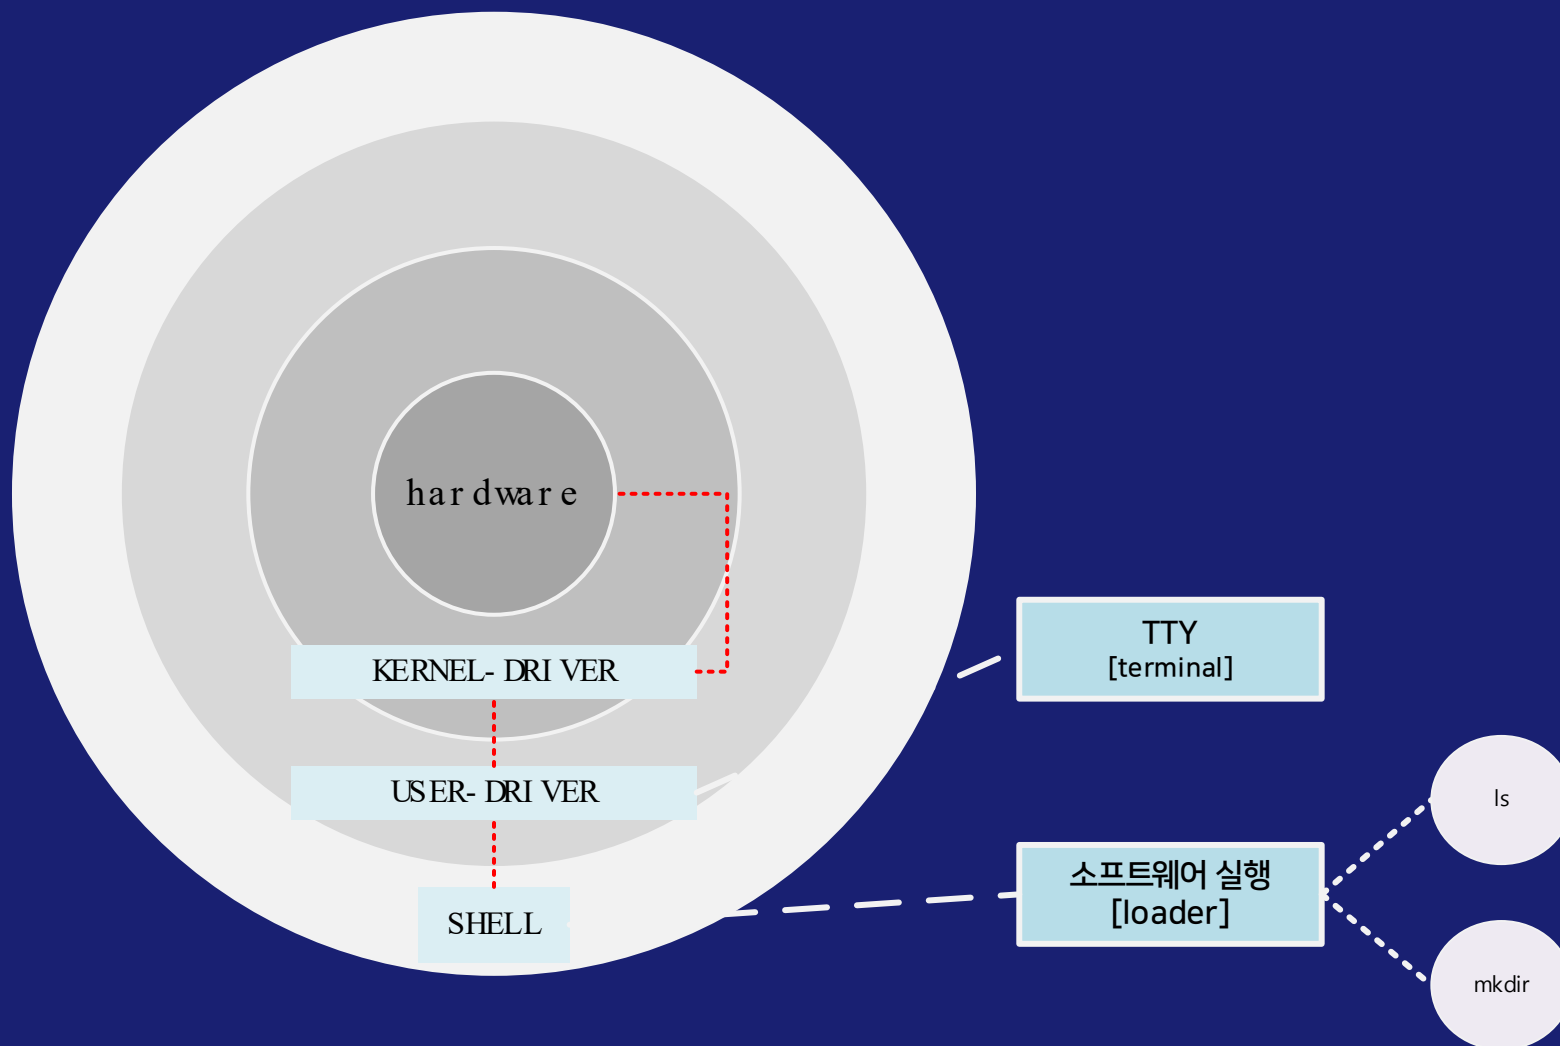 hardware
KERNEL-DRIVER
USER-DRIVER
SHELL
TTY
[terminal]
소프트웨어 실행
[loader]
ls
mkdir